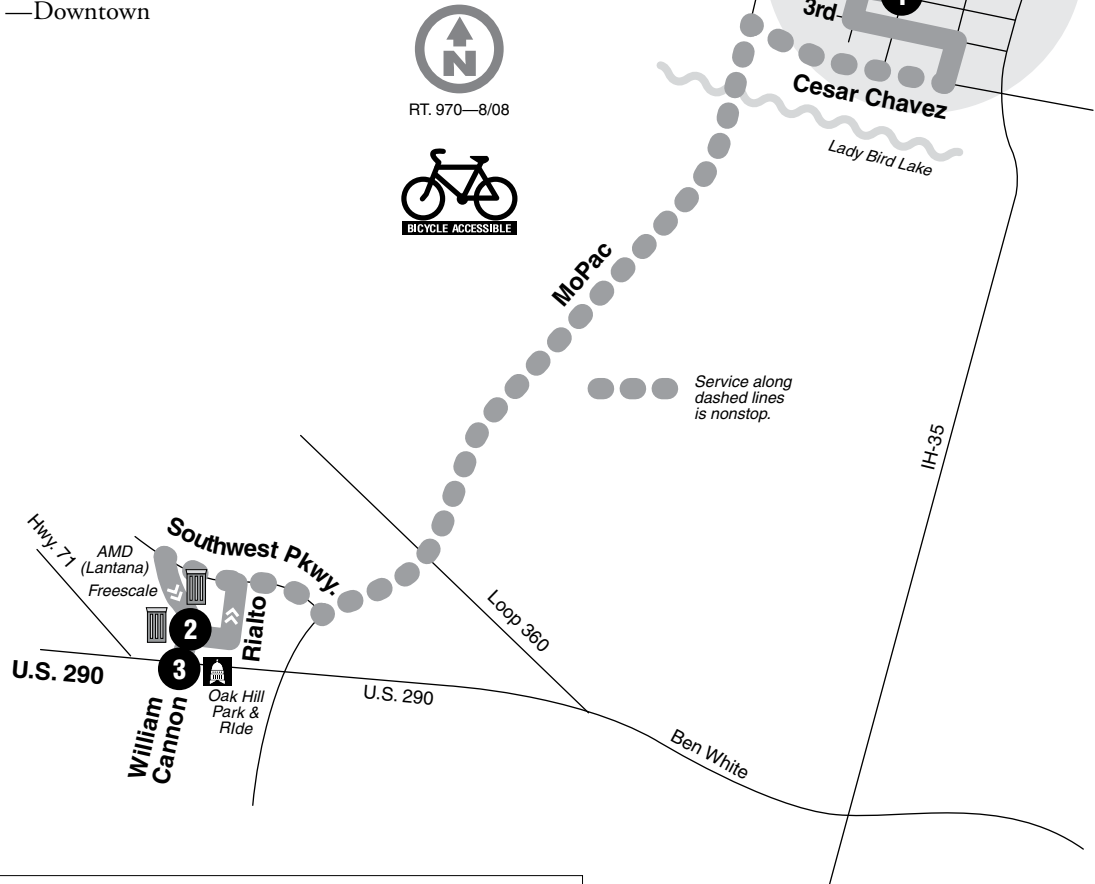 —Downtown
3rd
Cesar Chavez
Lady Bird Lake
N
RT. 970—8/08
BICYCLE ACCESSIBLE
MoPac
Service along
dashed lines
is nonstop.
IH-35
Hwy. 71
AMD
(Lantana)
Freescale
Southwest Pkwy.
Rialto
Loop 360
2
3
U.S. 290
U.S. 290
Oak Hill
Park &
RIde
William
Cannon
Ben White